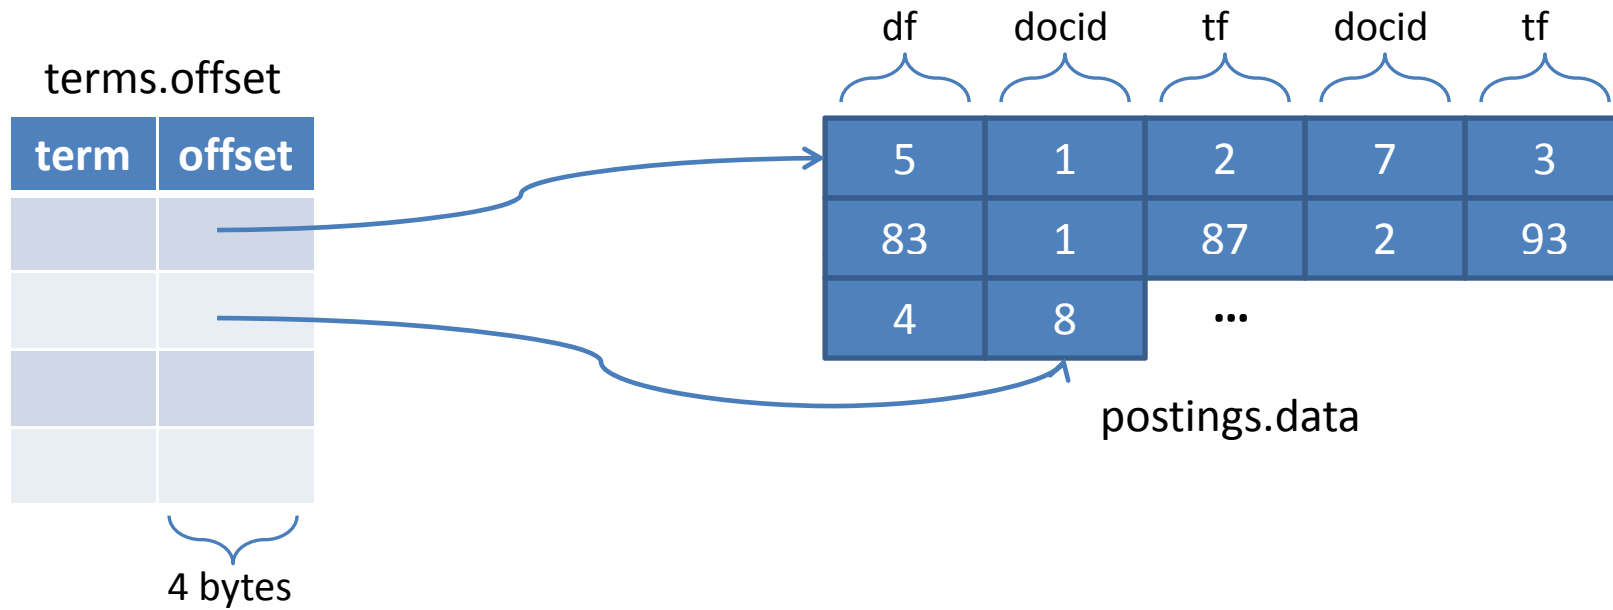 df docid tf docid tf
terms.offset
term offset
5 1 2 7 3
83 1 87 2 93
4 8 ...
postings.data
4 bytes